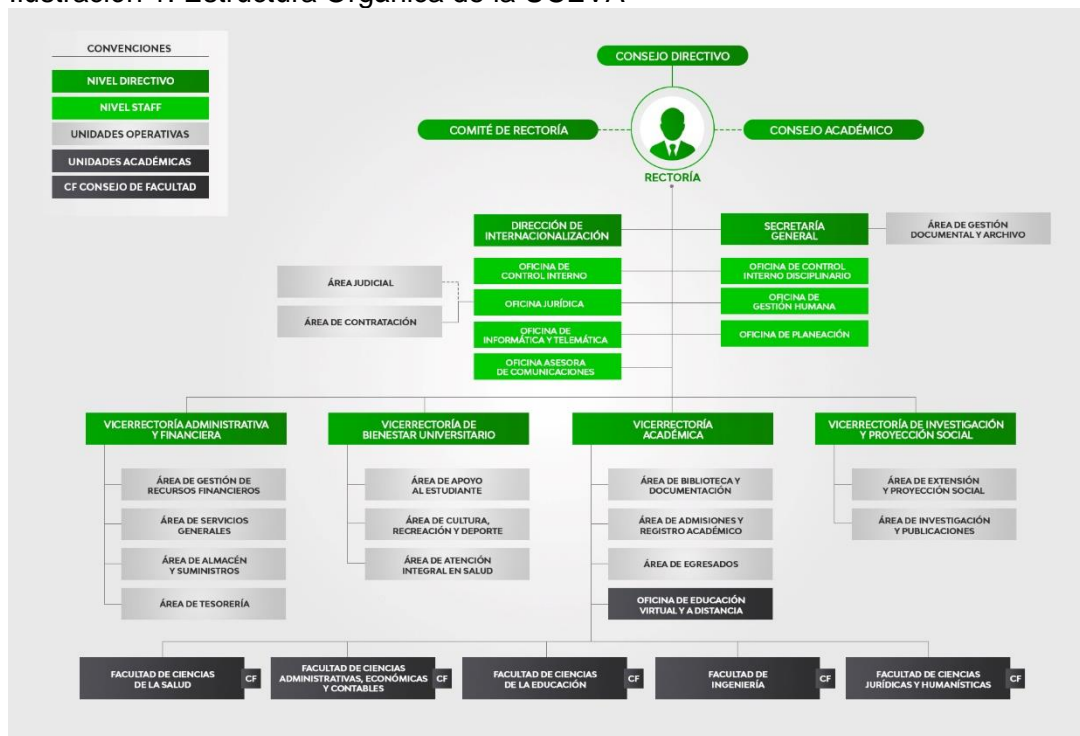 Ilustración 1. Estructura Orgánica de la UCEVA
CONVENCIONES
NIVEL DIRECTIVO
NIVEL STAFF
UNIDADES OPERATIVAS
UNIDADES ACADÉMICAS
CF CONSEJO DE FACULTAD
CONSEJO DIRECTIVO
COMITÉ DE RECTORÍA
CONSEJO ACADÉMICO
RECTORÍA
DIRECCIÓN DE
INTERNACIONALIZACIÓN
SECRETARÍA
GENERAL
ÁREA DE GESTIÓN
DOCUMENTAL Y ARCHIVO
OFICINA DE
CONTROL INTERNO
OFICINA DE CONTROL
INTERNO DISCIPLINARIO
ÁREA JUDICIAL
OFICINA JURÍDICA
OFICINA DE
GESTIÓN HUMANA
ÁREA DE CONTRATACIÓN
OFICINA DE
INFORMÁTICA Y TELEMÁTICA
OFICINA DE PLANEACIÓN
OFICINA ASESORA
DE COMUNICACIONES
VICERRECTORÍA ADMINISTRATIVA
Y FINANCIERA
VICERRECTORÍA DE
BIENESTAR UNIVERSITARIO
VICERRECTORÍA
ACADÉMICA
VICERRECTORÍA DE INVESTIGACIÓN
Y PROYECCIÓN SOCIAL
ÁREA DE GESTIÓN DE
RECURSOS FINANCIEROS
ÁREA DE APOYO
AL ESTUDIANTE
ÁREA DE BIBLIOTECA Y
DOCUMENTACIÓN
ÁREA DE EXTENSIÓN
Y PROYECCIÓN SOCIAL
ÁREA DE SERVICIOS
GENERALES
ÁREA DE CULTURA,
RECREACIÓN Y DEPORTE
ÁREA DE ADMISIONES Y
REGISTRO ACADÉMICO
ÁREA DE INVESTIGACIÓN
Y PUBLICACIONES
ÁREA DE ALMACÉN
Y SUMINISTROS
ÁREA DE ATENCIÓN
INTEGRAL EN SALUD
ÁREA DE EGRESADOS
ÁREA DE TESORERÍA
OFICINA DE EDUCACIÓN
VIRTUAL Y A DISTANCIA
FACULTAD DE CIENCIAS
DE LA SALUD
CF
FACULTAD DE CIENCIAS
ADMINISTRATIVAS, ECONÓMICAS
Y CONTABLES
CF
FACULTAD DE CIENCIAS
DE LA EDUCACIÓN
CF
FACULTAD DE
INGENIERÍA
CF
FACULTAD DE CIENCIAS
JURÍDICAS Y HUMANÍSTICAS
CF